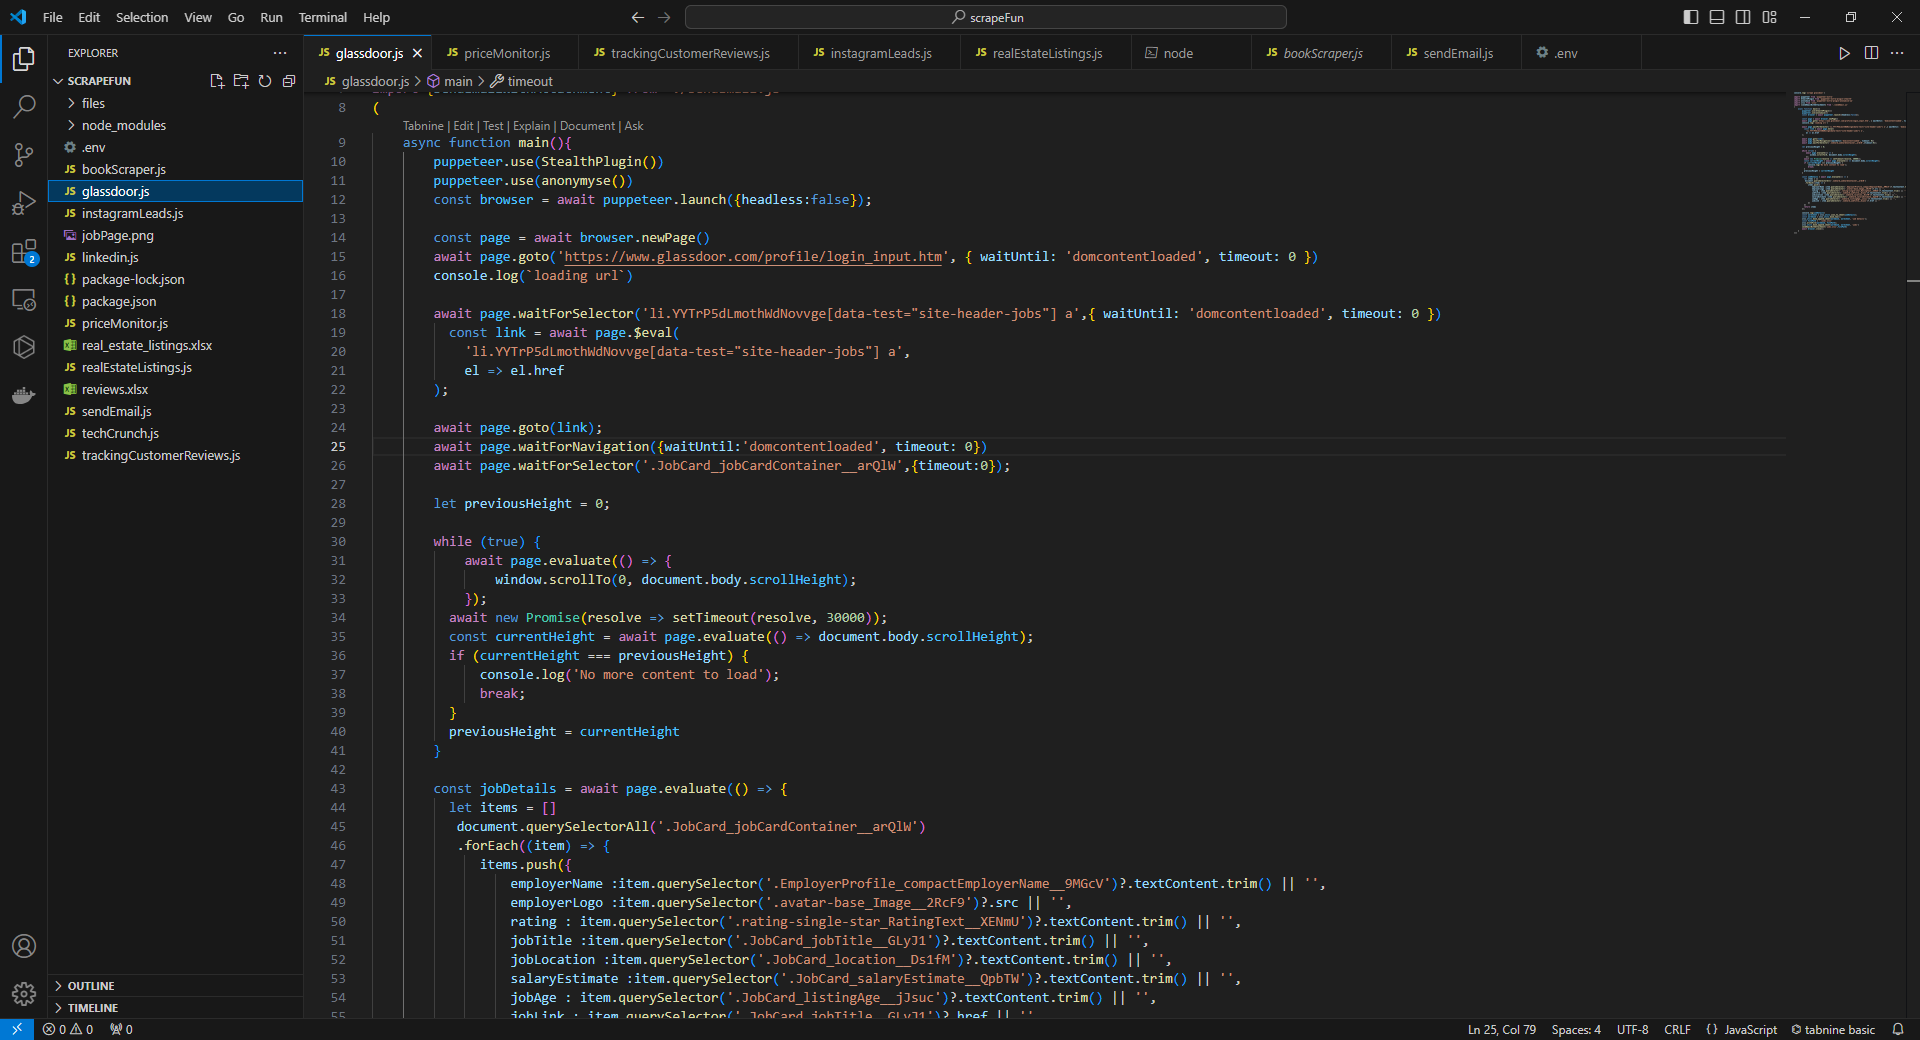 File Edit Selection View Go Run Terminal Help
scrapeFun
EXPLORER
SCRAPEFUN
files
node_modules
.env
bookScraper.js
glassdoor.js
instagramLeads.js
jobPage.png
linkedin.js
package-lock.json
package.json
priceMonitor.js
real_estate_listings.xlsx
realEstateListings.js
reviews.xlsx
sendEmail.js
techCrunch.js
trackingCustomerReviews.js
OUTLINE
TIMELINE
glassdoor.js priceMonitor.js trackingCustomerReviews.js instagramLeads.js realEstateListings.js node bookScraper.js sendEmail.js .env
glassdoor.js > main > timeout
8 (
Tabnine | Edit | Test | Explain | Document | Ask
9 async function main(){
10 puppeteer.use(StealthPlugin())
11 puppeteer.use(anonymyse())
12 const browser = await puppeteer.launch({headless:false});
13
14 const page = await browser.newPage()
15 await page.goto('https://www.glassdoor.com/profile/login_input.htm', { waitUntil: 'domcontentloaded', timeout: 0 })
16 console.log(`loading url`)
17
18 await page.waitForSelector('li.YYTrP5dLmothWdNovvge[data-test="site-header-jobs"] a',{ waitUntil: 'domcontentloaded', timeout: 0 })
19 const link = await page.$eval(
20 'li.YYTrP5dLmothWdNovvge[data-test="site-header-jobs"] a',
21 el => el.href
22 );
23
24 await page.goto(link);
25 await page.waitForNavigation({waitUntil:'domcontentloaded', timeout: 0})
26 await page.waitForSelector('.JobCard_jobCardContainer__arQlW',{timeout:0});
27
28 let previousHeight = 0;
29
30 while (true) {
31 await page.evaluate(() => {
32 window.scrollTo(0, document.body.scrollHeight);
33 });
34 await new Promise(resolve => setTimeout(resolve, 30000));
35 const currentHeight = await page.evaluate(() => document.body.scrollHeight);
36 if (currentHeight === previousHeight) {
37 console.log('No more content to load');
38 break;
39 }
40 previousHeight = currentHeight
41 }
42
43 const jobDetails = await page.evaluate(() => {
44 let items = []
45 document.querySelectorAll('.JobCard_jobCardContainer__arQlW')
46 .forEach((item) => {
47 items.push({
48 employerName :item.querySelector('.EmployerProfile_compactEmployerName__9MGcV')?.textContent.trim() || '',
49 employerLogo :item.querySelector('.avatar-base_Image__2RcF9')?.src || '',
50 rating : item.querySelector('.rating-single-star_RatingText__XENmU')?.textContent.trim() || '',
51 jobTitle :item.querySelector('.JobCard_jobTitle__GLyJ1')?.textContent.trim() || '',
52 jobLocation :item.querySelector('.JobCard_location__Ds1fM')?.textContent.trim() || '',
53 salaryEstimate :item.querySelector('.JobCard_salaryEstimate__QpbTW')?.textContent.trim() || '',
54 jobAge : item.querySelector('.JobCard_listingAge__jJsuc')?.textContent.trim() || '',
55 jobLink : item.querySelector('.JobCard_jobTitle__GLyJ1')?.href || ''
2
0 0 0
Ln 25, Col 79 Spaces: 4 UTF-8 CRLF {} JavaScript tabnine basic